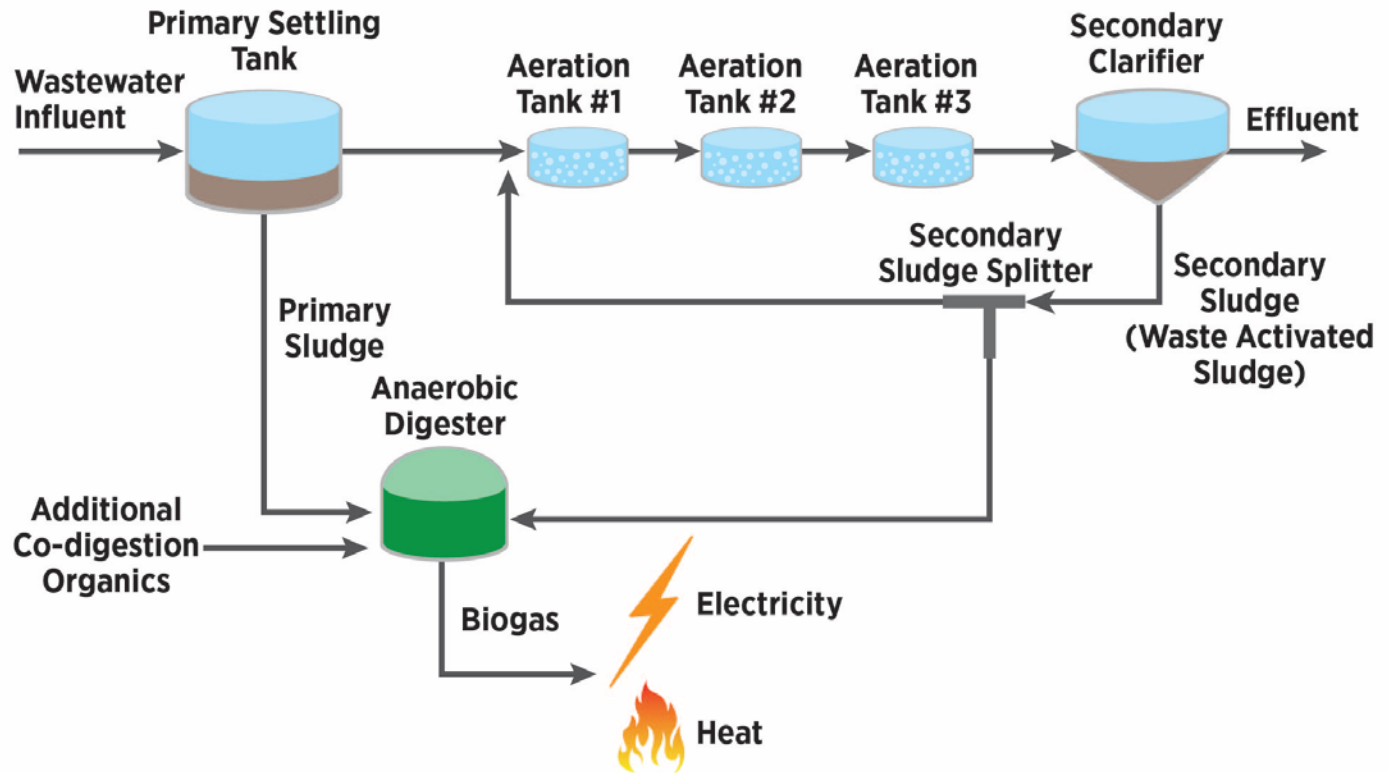 Primary Settling
Tank
Wastewater
Influent
Aeration
Tank #1
Aeration
Tank #2
Aeration
Tank #3
Secondary
Clarifier
Effluent
Secondary
Sludge Splitter
Secondary
Sludge
(Waste Activated
Sludge)
Primary
Sludge
Anaerobic
Digester
Additional
Co-digestion
Organics
Biogas
Electricity
Heat